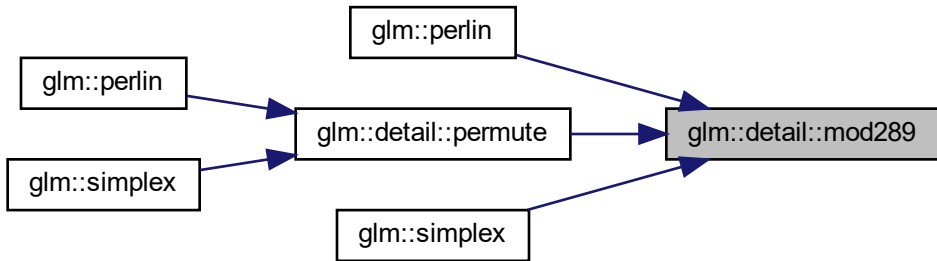 glm::perlin
glm::perlin
glm::detail::permute
glm::detail::mod289
glm::simplex
glm::simplex